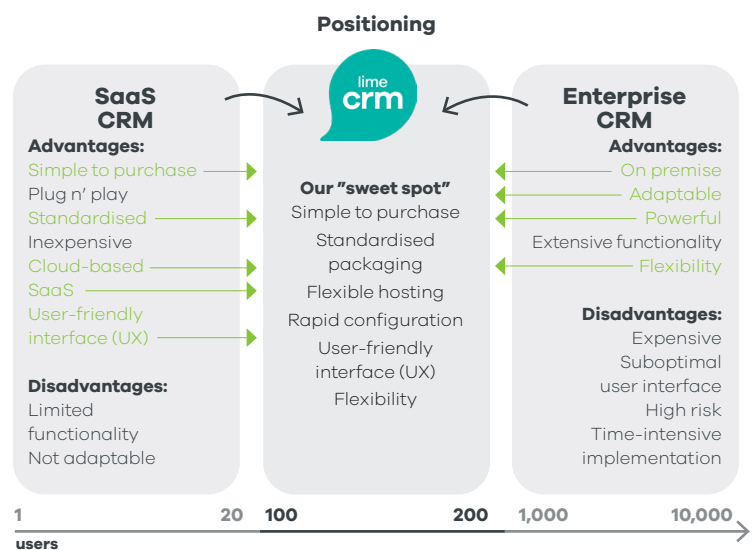 Positioning
SaaS
CRM
Advantages:
Simple to purchase
Plug n' play
Standardised
Inexpensive
Cloud-based
SaaS
User-friendly
interface (UX)
Disadvantages:
Limited
functionality
Not adaptable
lime
crm
Our "sweet spot"
Simple to purchase
Standardised
packaging
Flexible hosting
Rapid configuration
User-friendly
interface (UX)
Flexibility
Enterprise
CRM
Advantages:
On premise
Adaptable
Powerful
Extensive functionality
Flexibility
Disadvantages:
Expensive
Suboptimal
user interface
High risk
Time-intensive
implementation
1 20 100 200 1,000 10,000
users